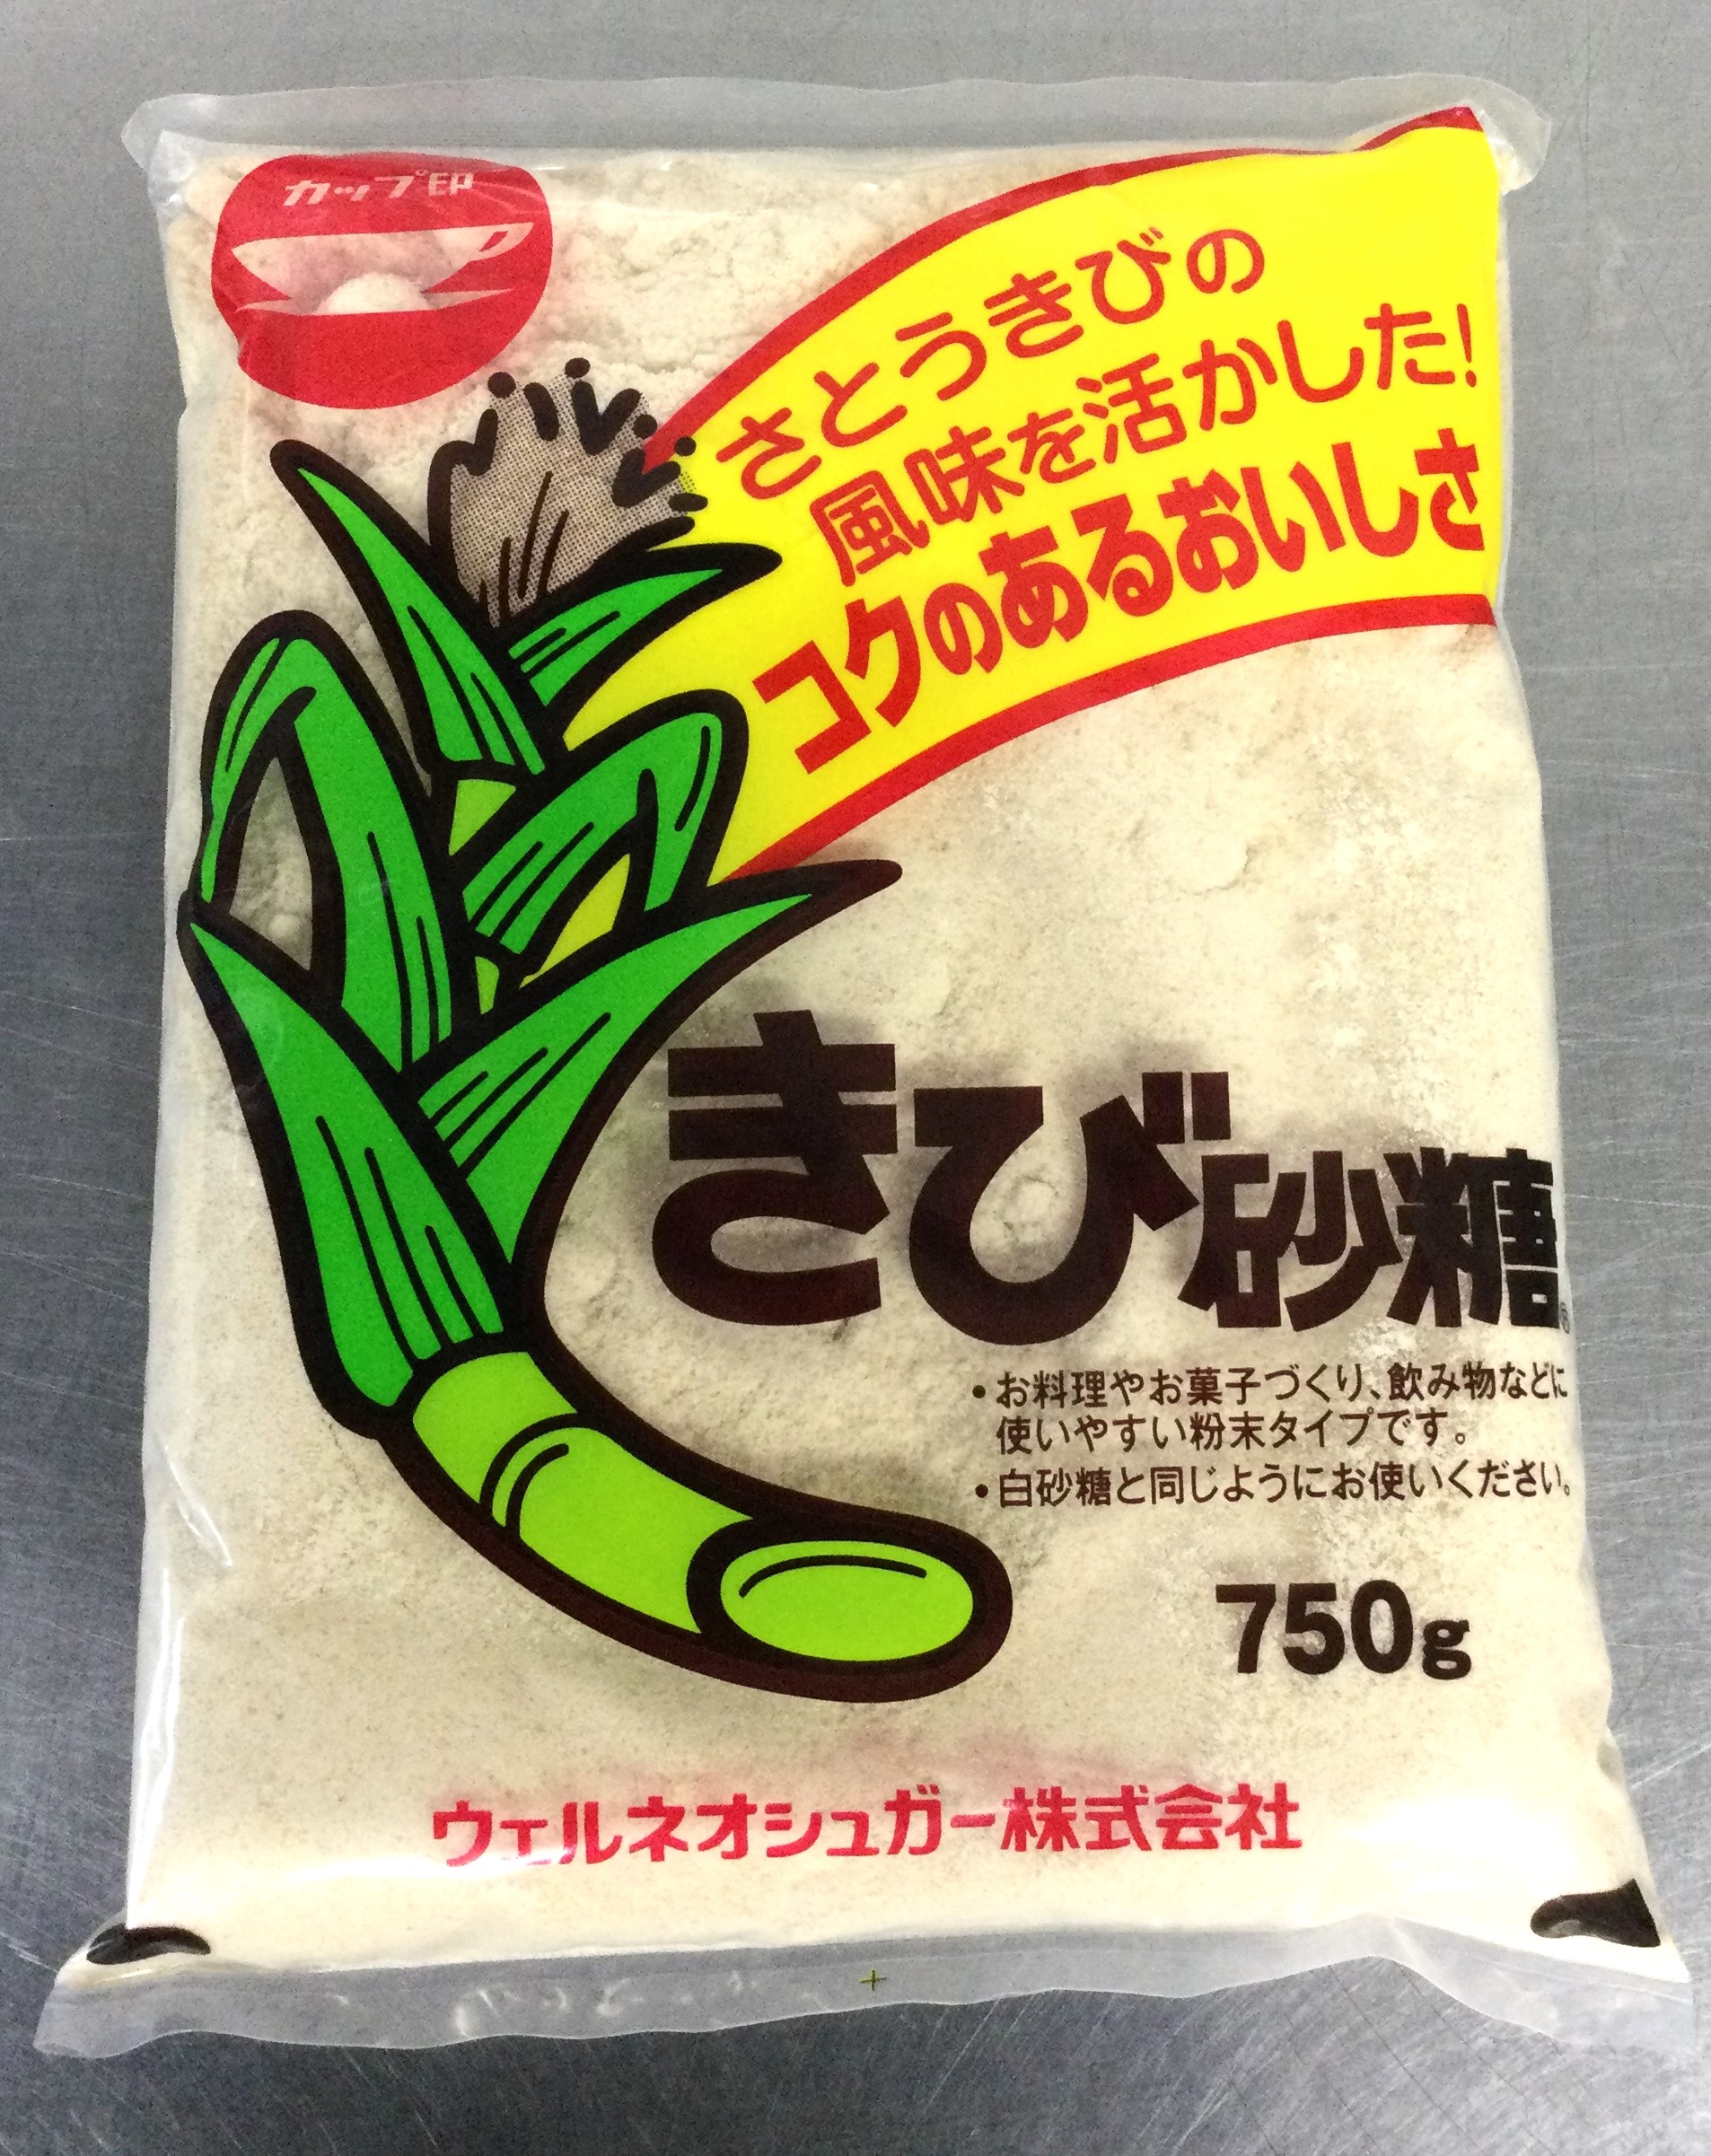 カップ印
さとうきびの
風味を活かした!
コクのあるおいしさ
きび砂糖®
・お料理やお菓子づくり、飲み物などに
使いやすい粉末タイプです。
・白砂糖と同じようにお使いください。
750g
ウェルネオシュガー株式会社